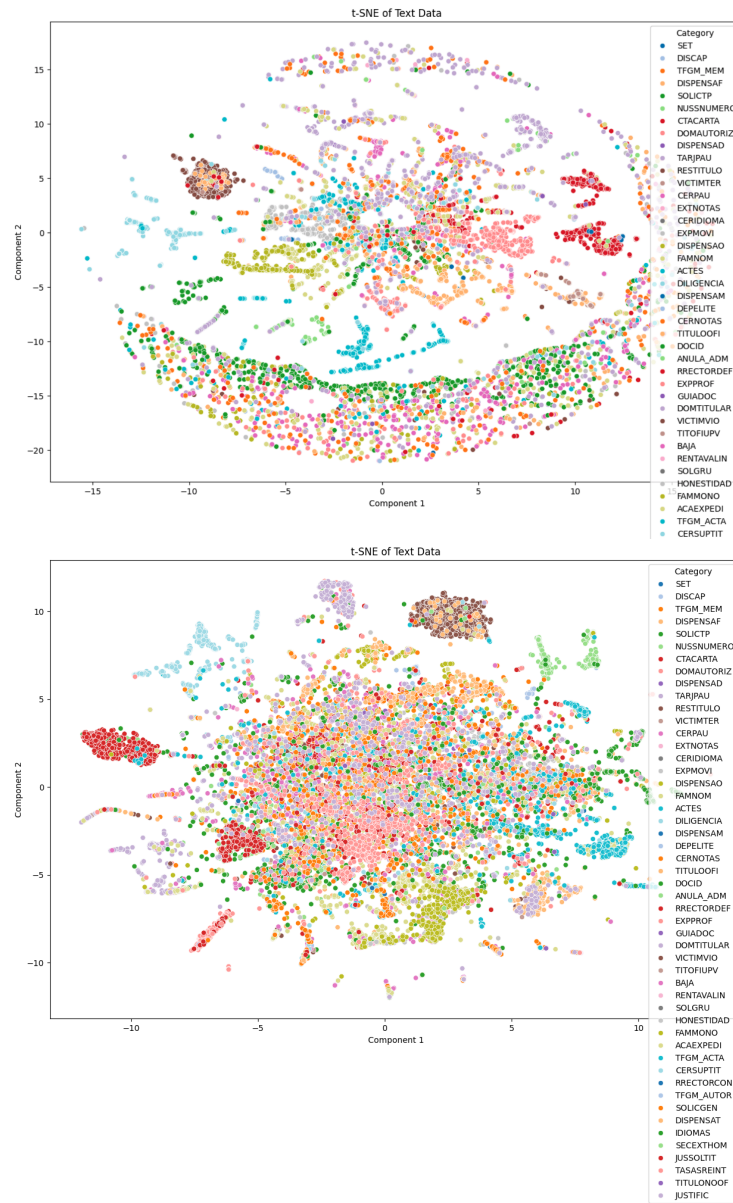 t-SNE of Text Data
Category
SET
DISCAP
TFGM_MEM
DISPENSAF
SOLICTP
NUSSNUMERO
CTACARTA
DOMAUTORIZ
DISPENSAD
TARJPAU
RESTITULO
VICTIMTER
CERPAU
EXTNOTAS
CERIDIOMA
EXPMOVI
DISPENSAO
FAMNOM
ACTES
DILIGENCIA
DISPENSAM
DEPELITE
CERNOTAS
TITULOOFI
DOCID
ANULA_ADM
RRECTORDEF
EXPPROF
GUIADOC
DOMTITULAR
VICTIMVIO
TITOFIUPV
BAJA
RENTAVALIN
SOLGRU
HONESTIDAD
FAMMONO
ACAEXPEDI
TFGM_ACTA
CERSUPTIT
15
10
5
0
−5
−10
−15
−20
Component 2
−15
−10
−5
0
5
10
15
Component 1
t-SNE of Text Data
Category
SET
DISCAP
TFGM_MEM
DISPENSAF
SOLICTP
NUSSNUMERO
CTACARTA
DOMAUTORIZ
DISPENSAD
TARJPAU
RESTITULO
VICTIMTER
CERPAU
EXTNOTAS
CERIDIOMA
EXPMOVI
DISPENSAO
FAMNOM
ACTES
DILIGENCIA
DISPENSAM
DEPELITE
CERNOTAS
TITULOOFI
DOCID
ANULA_ADM
RRECTORDEF
EXPPROF
GUIADOC
DOMTITULAR
VICTIMVIO
TITOFIUPV
BAJA
RENTAVALIN
SOLGRU
HONESTIDAD
FAMMONO
ACAEXPEDI
TFGM_ACTA
CERSUPTIT
RRECTORCON
TFGM_AUTOR
SOLICGEN
DISPENSAT
IDIOMAS
SECEXTHOM
JUSSOLTIT
TASASREINT
TITULONOOF
JUSTIFIC
10
5
0
−5
−10
Component 2
−10
−5
0
5
10
Component 1